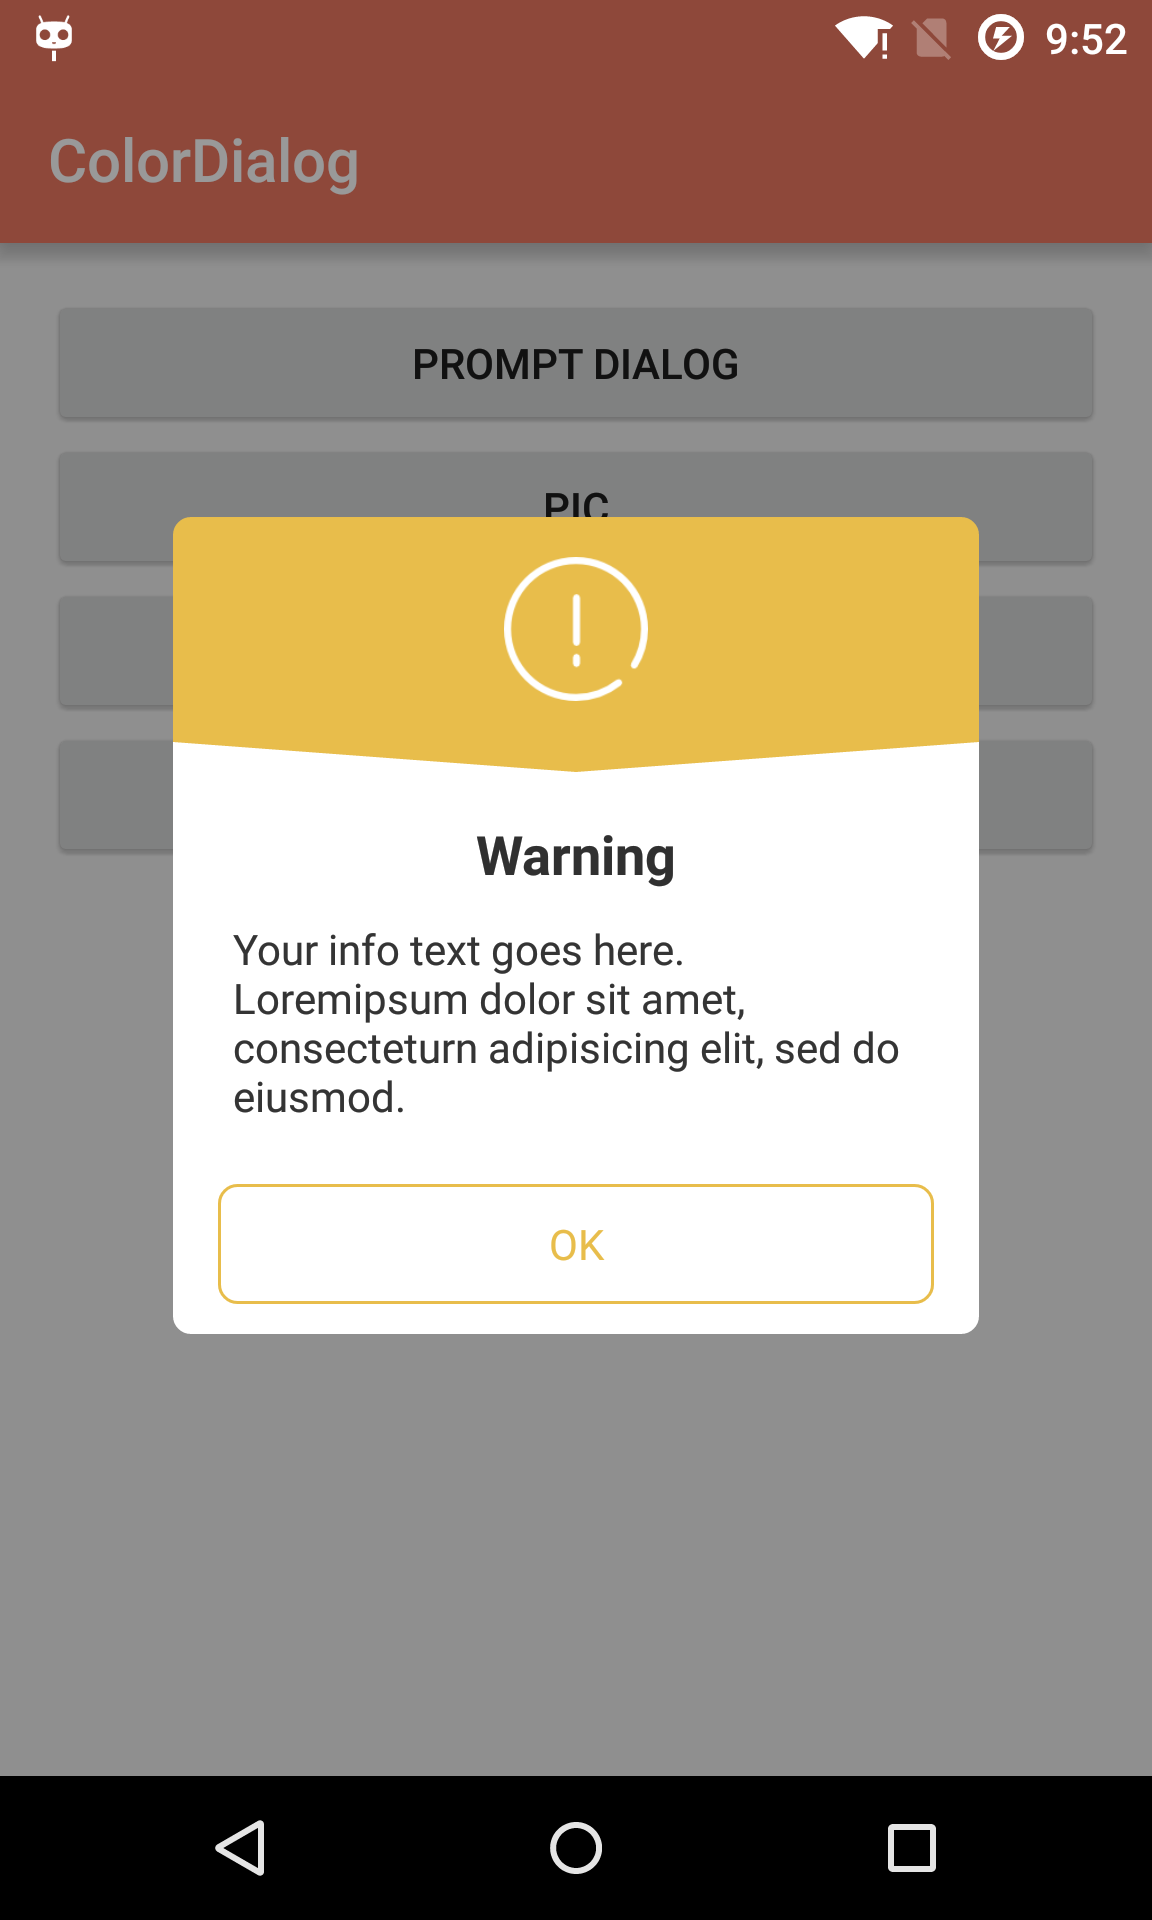 9:52
ColorDialog
PROMPT DIALOG
PIC
Warning
Your info text goes here.
Loremipsum dolor sit amet,
consecteturn adipisicing elit, sed do
eiusmod.
OK